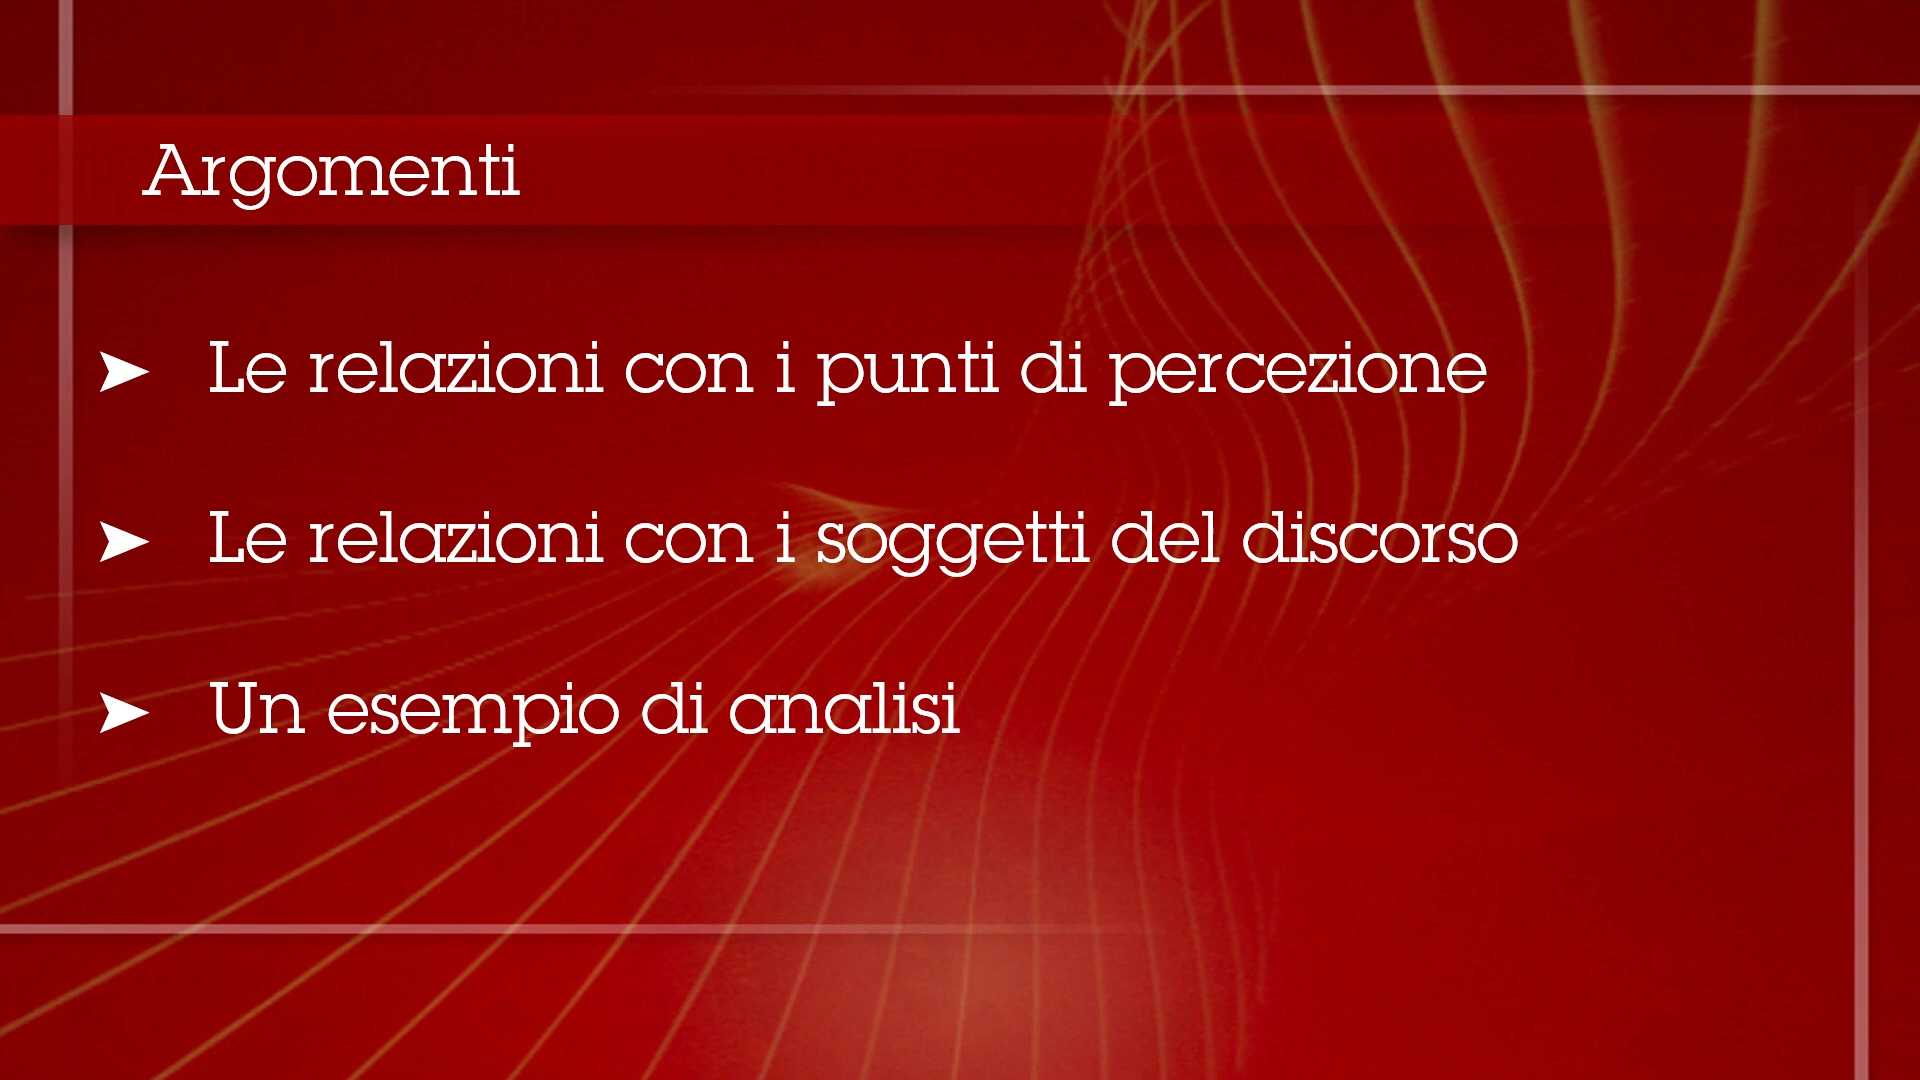 Argomenti
➤ Le relazioni con i punti di percezione
➤ Le relazioni con i soggetti del discorso
➤ Un esempio di analisi